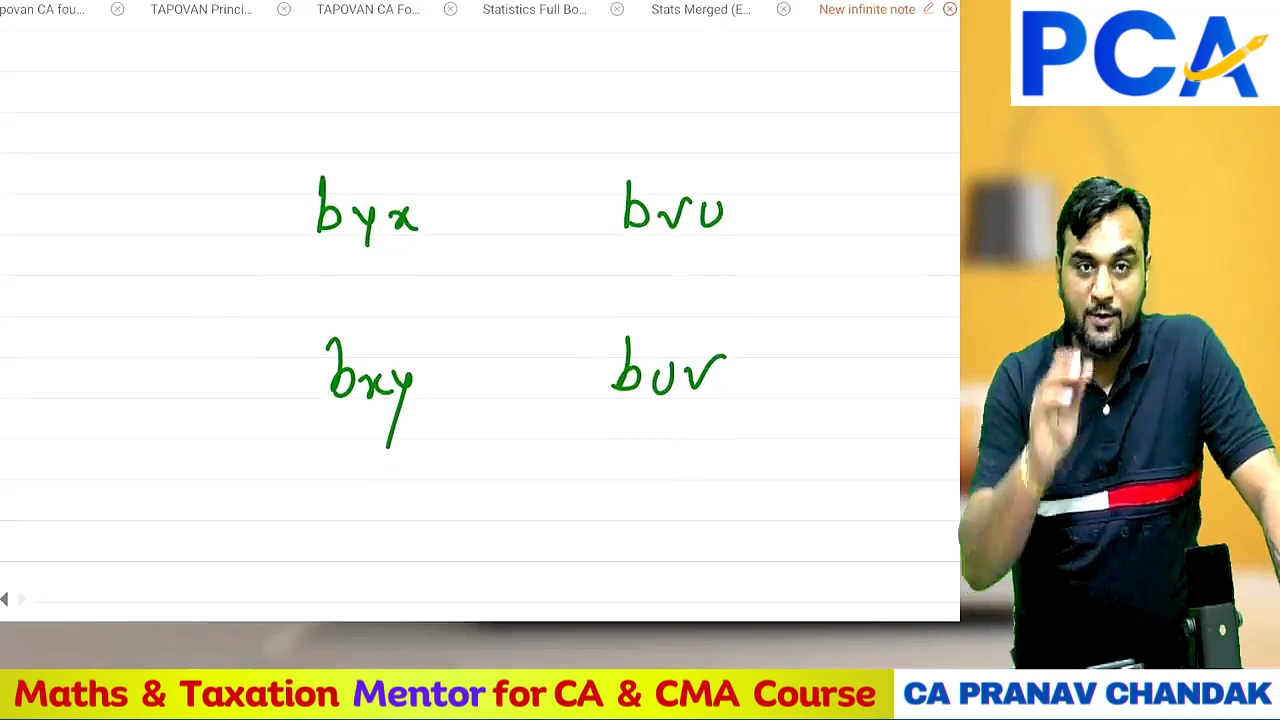 povan CA fou... TAPOVAN Princi... TAPOVAN CA Fo... Statistics Full Bo... Stats Merged (E... New infinite note
PCA
byx bvu
bxy buv
Maths & Taxation Mentor for CA & CMA Course CA PRANAV CHANDAK